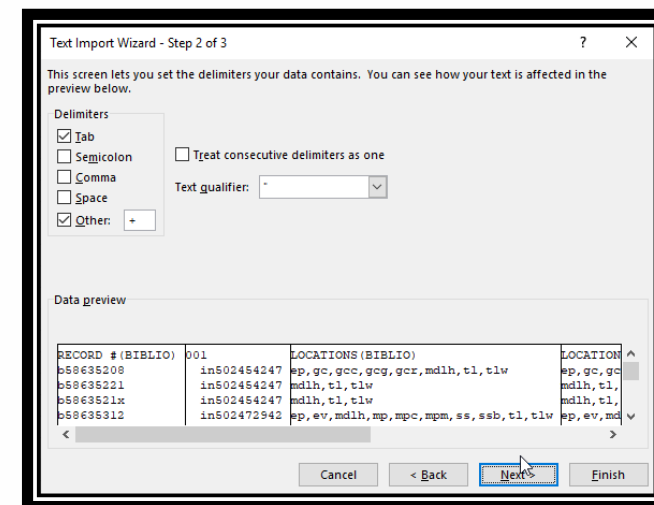 Text Import Wizard - Step 2 of 3 ? ×
This screen lets you set the delimiters your data contains. You can see how your text is affected in the
preview below.
Delimiters
Tab
Semicolon
Comma
Space
Other: +
Treat consecutive delimiters as one
Text qualifier: "
Data preview
RECORD #(BIBLIO) 001 LOCATIONS(BIBLIO) LOCATION
b58635208 in502454247 ep,gc,gcc,gcg,gcr,mdlh,tl,tlw ep,gc,gc
b58635221 in502454247 mdlh,tl,tlw mdlh,tl,
b5863521x in502454247 mdlh,tl,tlw mdlh,tl,
b58635312 in502472942 ep,ev,mdlh,mp,mpc,mpm,ss,ssb,tl,tlw ep,ev,md
Cancel < Back Next > Finish